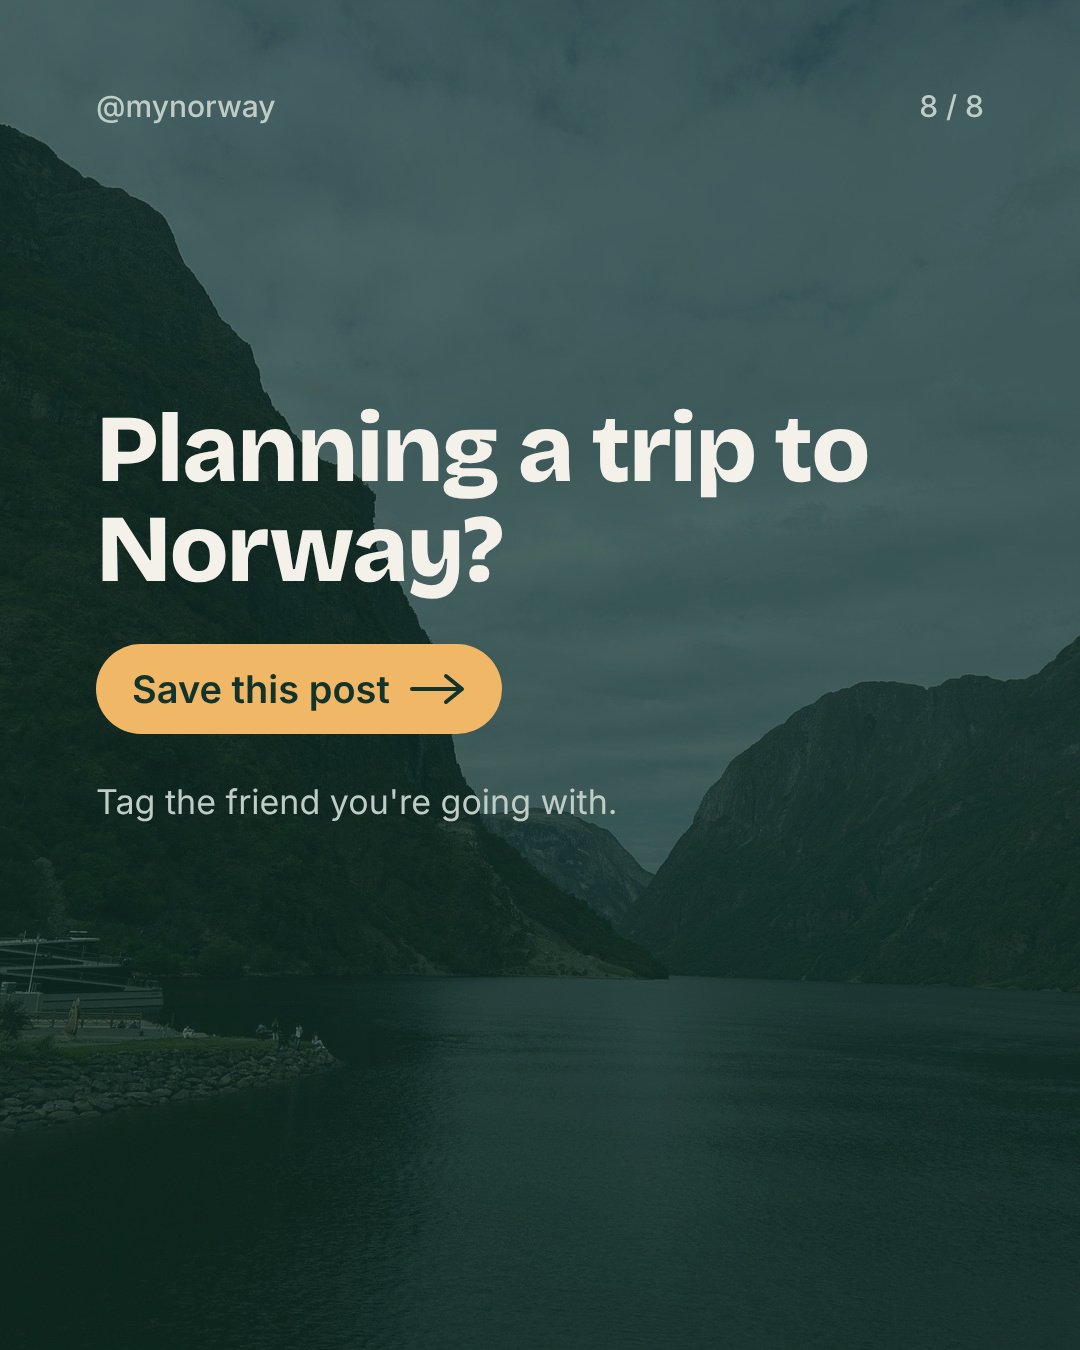 @mynorway
8 / 8
Planning a trip to
Norway?
Save this post
Tag the friend you're going with.